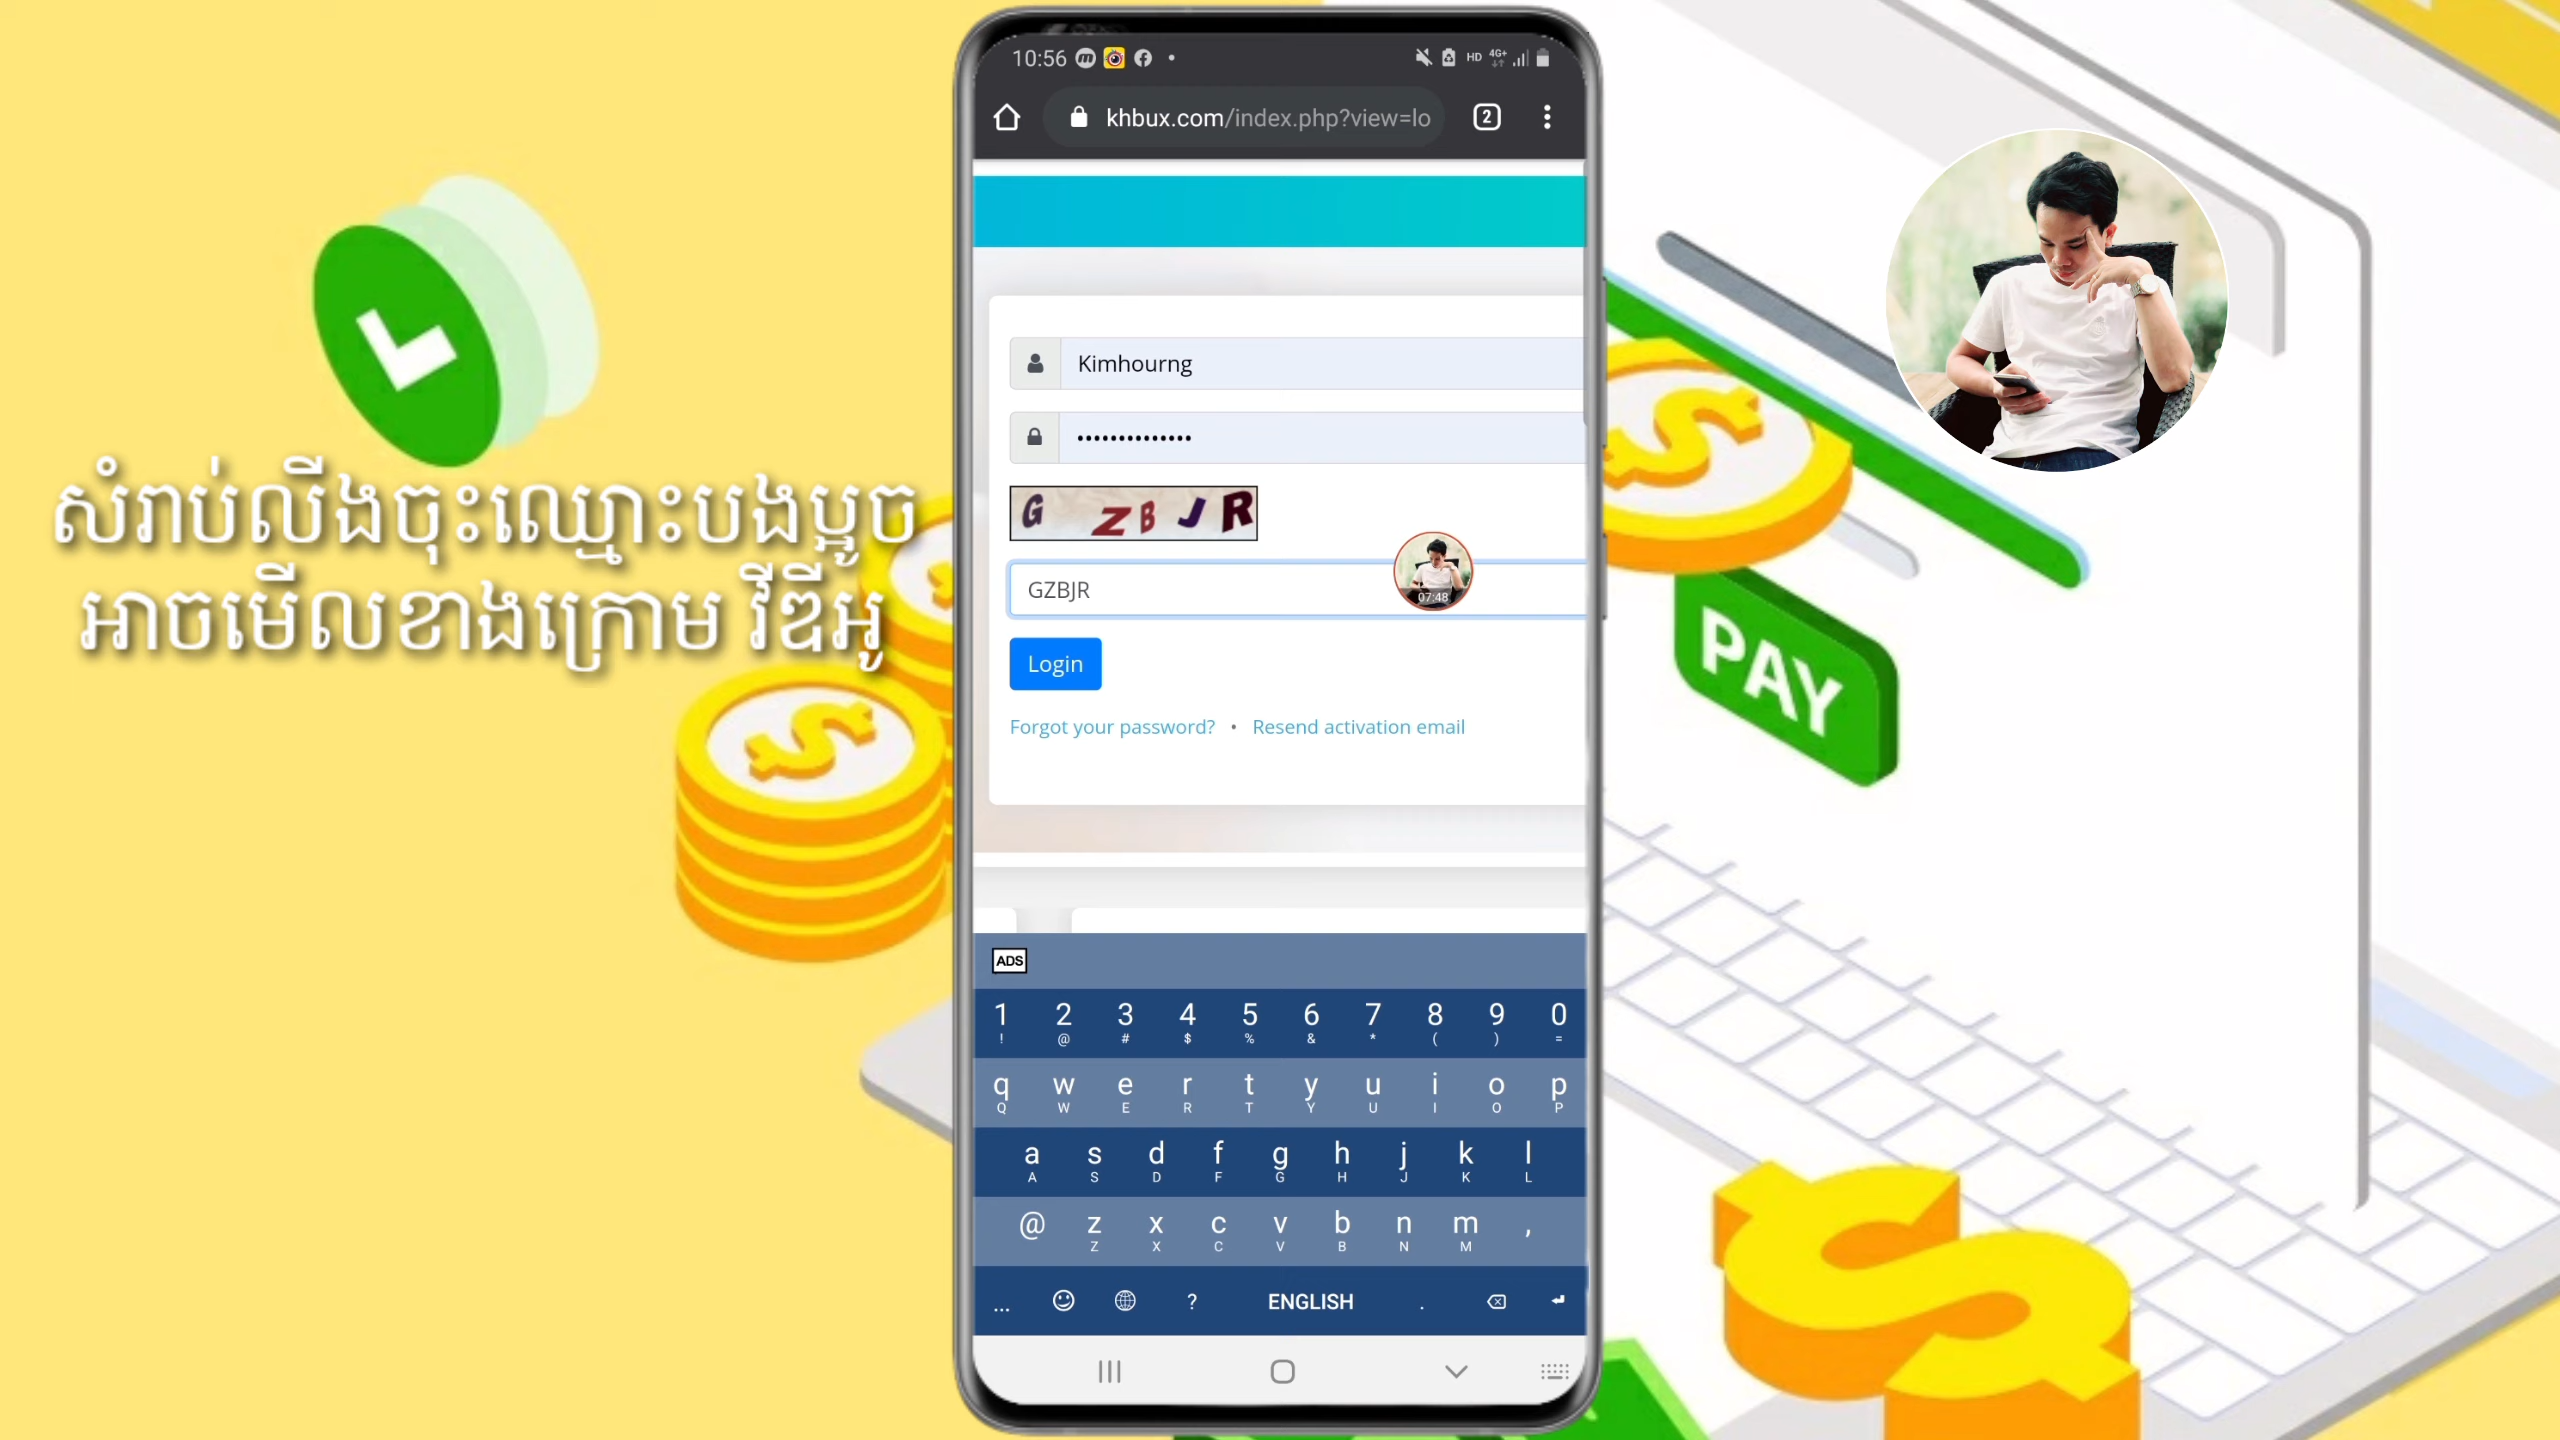 10:56
HD 4G+
khbux.com/index.php?view=lo
2
Kimhourng
••••••••••••••
G Z B J R
GZBJR
07:48
Login
Forgot your password? • Resend activation email
សំរាប់លីងចុះឈ្មោះបងប្អូច
អាចមើលខាងក្រោម វីឌីអូ
PAY
ADS
1 2 3 4 5 6 7 8 9 0
! @ # $ % & * ( ) =
q w e r t y u i o p
Q W E R T Y U I O P
a s d f g h j k l
A S D F G H J K L
@ z x c v b n m ,
Z X C V B N M
... ? ENGLISH .